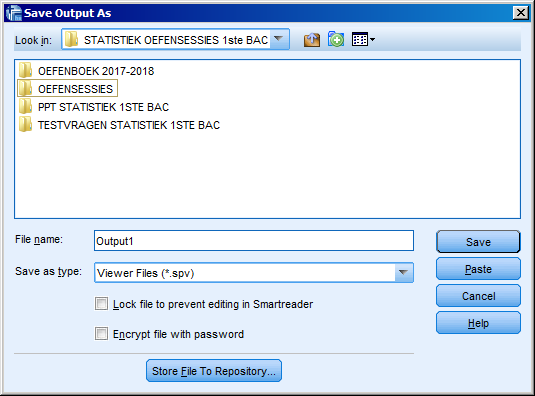 Save Output As
Look in: STATISTIEK OEFENSESSIES 1ste BAC
OEFENBOEK 2017-2018
OEFENSESSIES
PPT STATISTIEK 1STE BAC
TESTVRAGEN STATISTIEK 1STE BAC
File name: Output1 Save
Save as type: Viewer Files (*.spv) Paste
Lock file to prevent editing in Smartreader Cancel
Encrypt file with password Help
Store File To Repository...